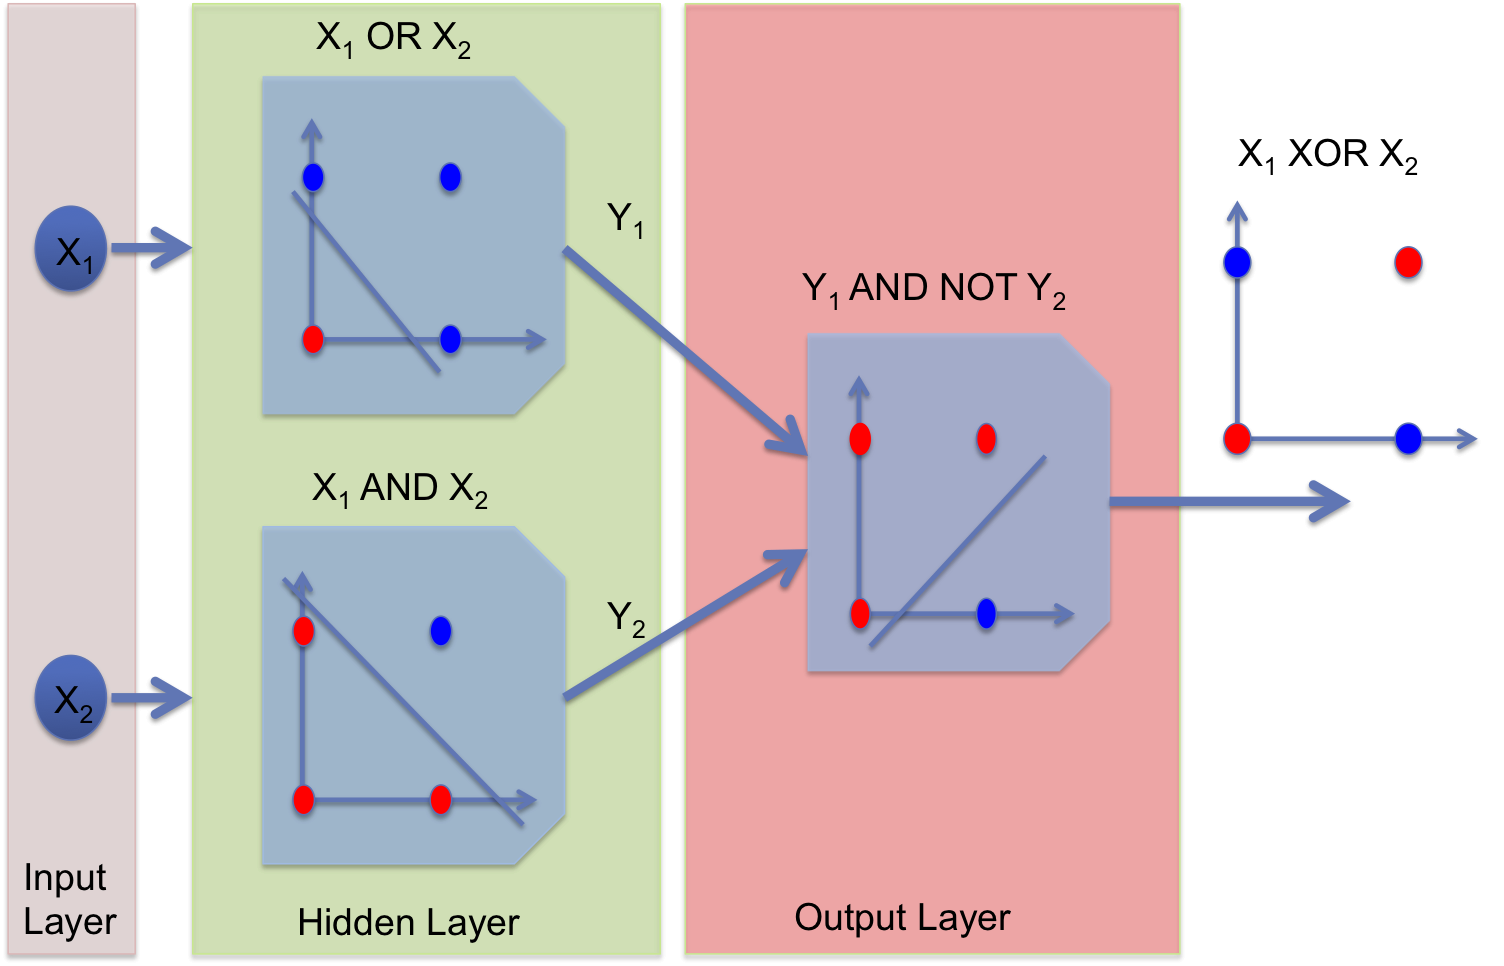 X₁ OR X₂
X₁
Y₁
X₁ XOR X₂
Y₁ AND NOT Y₂
X₁ AND X₂
Y₂
X₂
Input
Layer
Hidden Layer
Output Layer